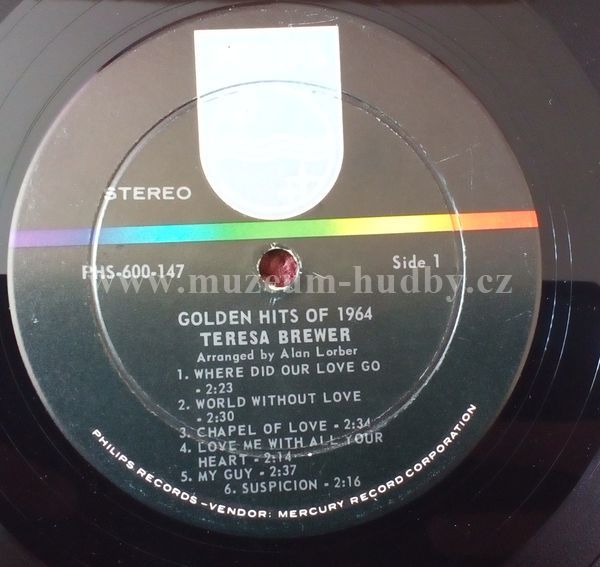 STEREO
PHS-600-147
Side 1
www.muzeum-hudby.cz
GOLDEN HITS OF 1964
TERESA BREWER
Arranged by Alan Lorber
1. WHERE DID OUR LOVE GO
- 2:23
2. WORLD WITHOUT LOVE
- 2:30
3. CHAPEL OF LOVE - 2:34
4. LOVE ME WITH ALL YOUR
HEART - 2:14
5. MY GUY - 2:37
6. SUSPICION - 2:16
PHILIPS RECORDS - VENDOR: MERCURY RECORD CORPORATION